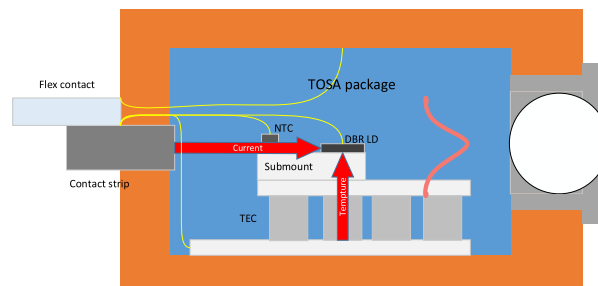 Flex contact
TOSA package
NTC
DBR LD
Current
Submount
Contact strip
Tempture
TEC